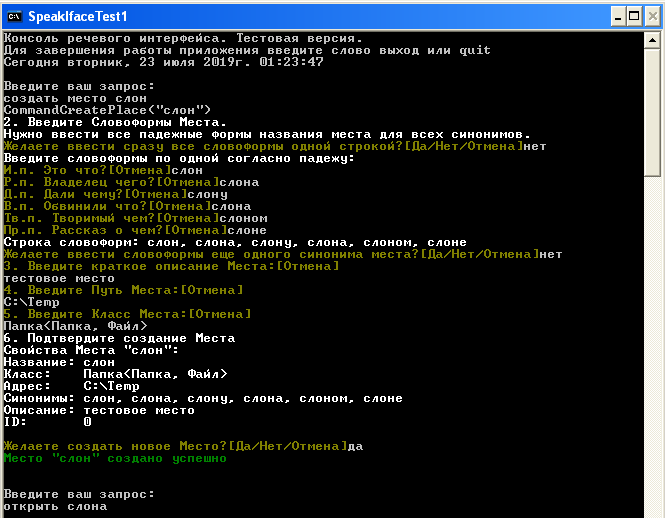 SpeakIfaceTest1
Консоль речевого интерфейса. Тестовая версия.
Для завершения работы приложения введите слово выход или quit
Сегодня вторник, 23 июля 2019г. 01:23:47
Введите ваш запрос:
создать место слон
CommandCreatePlace("слон")
2. Введите Словоформы Места.
Нужно ввести все падежные формы названия места для всех синонимов.
Желаете ввести сразу все словоформы одной строкой?[Да/Нет/Отмена]нет
Введите словоформы по одной согласно падежу:
И.п. Это что?[Отмена]слон
Р.п. Владелец чего?[Отмена]слона
Д.п. Дали чему?[Отмена]слону
В.п. Обвинили что?[Отмена]слона
Тв.п. Творимый чем?[Отмена]слоном
Пр.п. Рассказ о чем?[Отмена]слоне
Строка словоформ: слон, слона, слону, слона, слоном, слоне
Желаете ввести словоформы еще одного синонима места?[Да/Нет/Отмена]нет
3. Введите краткое описание Места:[Отмена]
тестовое место
4. Введите Путь Места:[Отмена]
C:\Temp
5. Введите Класс Места:[Отмена]
Папка<Папка, Файл>
6. Подтвердите создание Места
Свойства Места "слон":
Название: слон
Класс: Папка<Папка, Файл>
Адрес: C:\Temp
Синонимы: слон, слона, слону, слона, слоном, слоне
Описание: тестовое место
ID: 0
Желаете создать новое Место?[Да/Нет/Отмена]да
Место "слон" создано успешно
Введите ваш запрос:
открыть слона